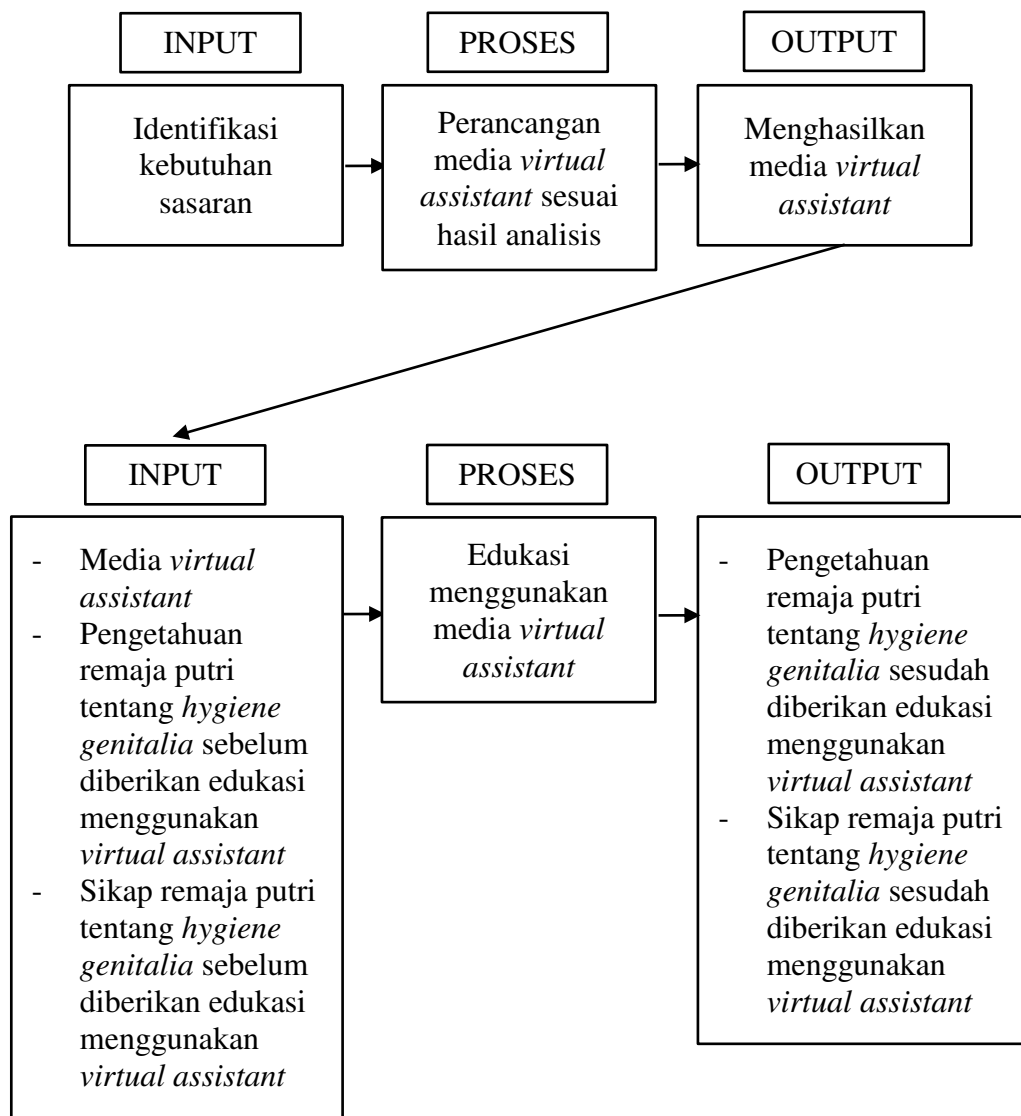 INPUT
PROSES
OUTPUT
Identifikasi
kebutuhan
sasaran
Perancangan
media virtual
assistant sesuai
hasil analisis
Menghasilkan
media virtual
assistant
INPUT
PROSES
OUTPUT
- Media virtual
assistant
- Pengetahuan
remaja putri
tentang hygiene
genitalia sebelum
diberikan edukasi
menggunakan
virtual assistant
- Sikap remaja putri
tentang hygiene
genitalia sebelum
diberikan edukasi
menggunakan
virtual assistant
Edukasi
menggunakan
media virtual
assistant
- Pengetahuan
remaja putri
tentang hygiene
genitalia sesudah
diberikan edukasi
menggunakan
virtual assistant
- Sikap remaja putri
tentang hygiene
genitalia sesudah
diberikan edukasi
menggunakan
virtual assistant